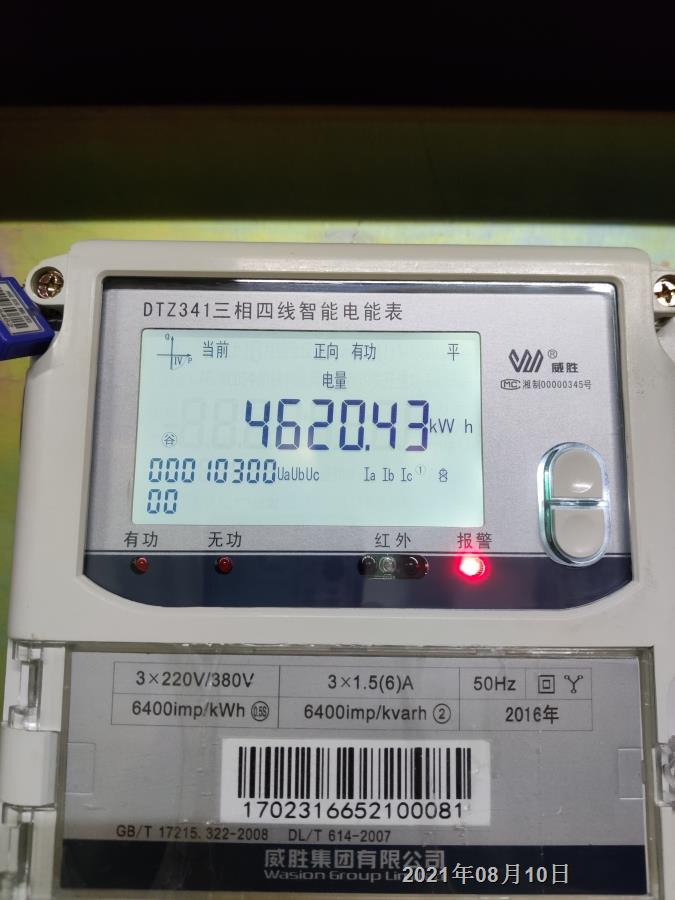 DTZ341三相四线智能电能表
当前 正向 有功 平
电量
4620.43kWh
谷
00010300UaUbUc Ia Ib Ic①
00
威胜®
MC 湘制00000345号
有功 无功 红外 报警
3×220V/380V 3×1.5(6)A 50Hz
6400imp/kWh 0.5S 6400imp/kvarh ② 2016年
1702316652100081
GB/T 17215.322-2008 DL/T 614-2007
威胜集团有限公司
Wasion Group
2021年08月10日